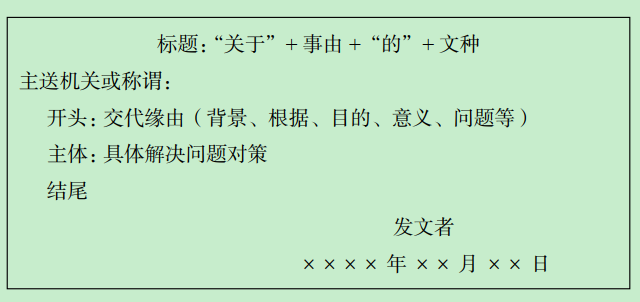 标题：“关于”+事由+“的”+文种
主送机关或称谓：
开头：交代缘由（背景、根据、目的、意义、问题等）
主体：具体解决问题对策
结尾
发文者
××××年××月××日